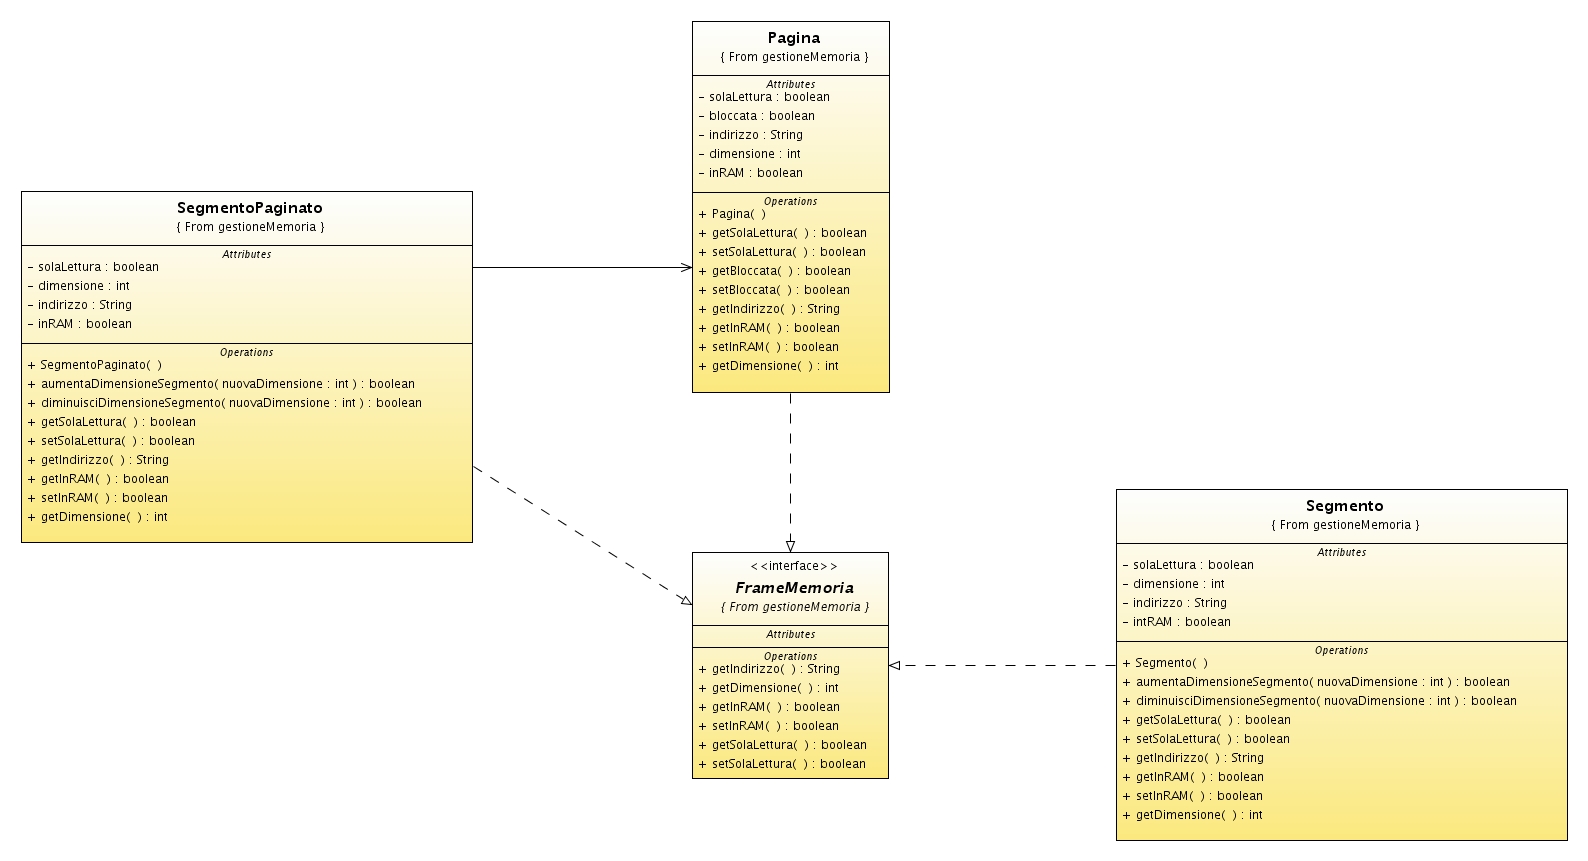 Pagina
{ From gestioneMemoria }
Attributes
- solaLettura : boolean
- bloccata : boolean
- indirizzo : String
- dimensione : int
- inRAM : boolean
Operations
+ Pagina( )
+ getSolaLettura( ) : boolean
+ setSolaLettura( ) : boolean
+ getBloccata( ) : boolean
+ setBloccata( ) : boolean
+ getIndirizzo( ) : String
+ getInRAM( ) : boolean
+ setInRAM( ) : boolean
+ getDimensione( ) : int
SegmentoPaginato
{ From gestioneMemoria }
Attributes
- solaLettura : boolean
- dimensione : int
- indirizzo : String
- inRAM : boolean
Operations
+ SegmentoPaginato( )
+ aumentaDimensioneSegmento( nuovaDimensione : int ) : boolean
+ diminuisciDimensioneSegmento( nuovaDimensione : int ) : boolean
+ getSolaLettura( ) : boolean
+ setSolaLettura( ) : boolean
+ getIndirizzo( ) : String
+ getInRAM( ) : boolean
+ setInRAM( ) : boolean
+ getDimensione( ) : int
<<interface>>
FrameMemoria
{ From gestioneMemoria }
Attributes
Operations
+ getIndirizzo( ) : String
+ getDimensione( ) : int
+ getInRAM( ) : boolean
+ setInRAM( ) : boolean
+ getSolaLettura( ) : boolean
+ setSolaLettura( ) : boolean
Segmento
{ From gestioneMemoria }
Attributes
- solaLettura : boolean
- dimensione : int
- indirizzo : String
- intRAM : boolean
Operations
+ Segmento( )
+ aumentaDimensioneSegmento( nuovaDimensione : int ) : boolean
+ diminuisciDimensioneSegmento( nuovaDimensione : int ) : boolean
+ getSolaLettura( ) : boolean
+ setSolaLettura( ) : boolean
+ getIndirizzo( ) : String
+ getInRAM( ) : boolean
+ setInRAM( ) : boolean
+ getDimensione( ) : int